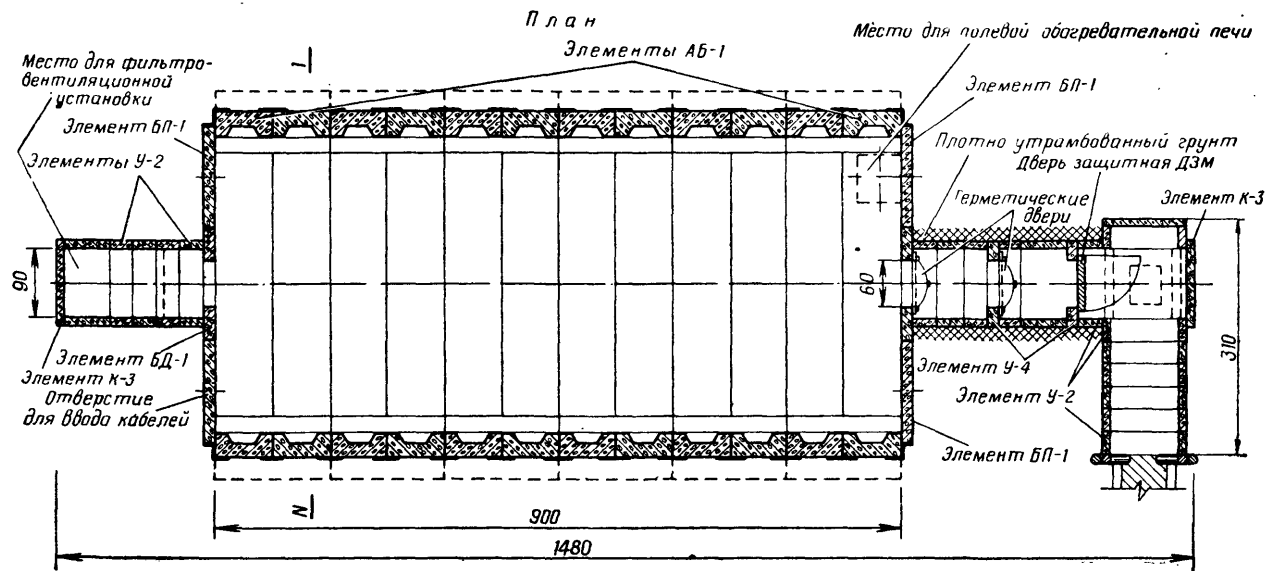 План
Место для полевой обогревательной печи
Элементы АБ-1
Место для фильтро-
вентиляционной
установки
Элемент БП-1
Элементы У-2
I
Элемент БП-1
Плотно утрамбованный грунт
Дверь защитная ДЗМ
Герметические
двери
Элемент К-3
90
60
310
Элемент БД-1
Элемент К-3
Отверстие
для ввода кабелей
Элемент У-4
Элементы У-2
Элемент БП-1
900
1480